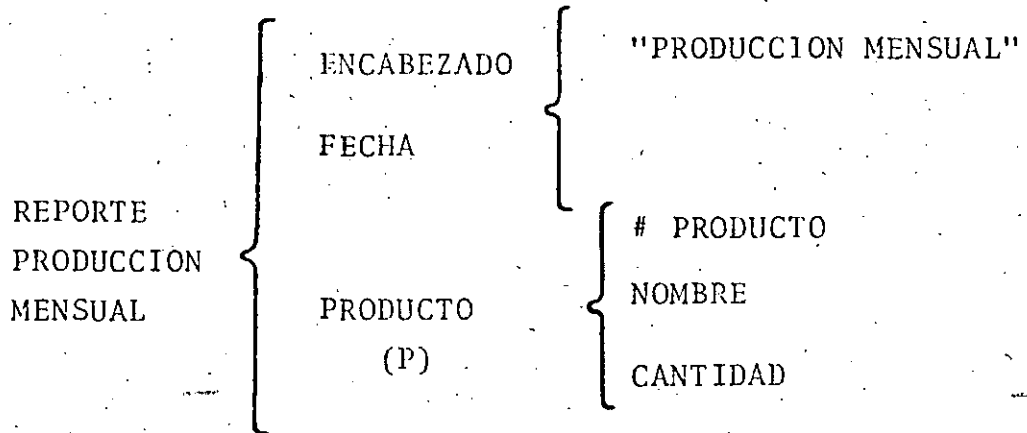 ENCABEZADO
"PRODUCCION MENSUAL"
FECHA
REPORTE
PRODUCCION
MENSUAL
PRODUCTO
(P)
# PRODUCTO
NOMBRE
CANTIDAD